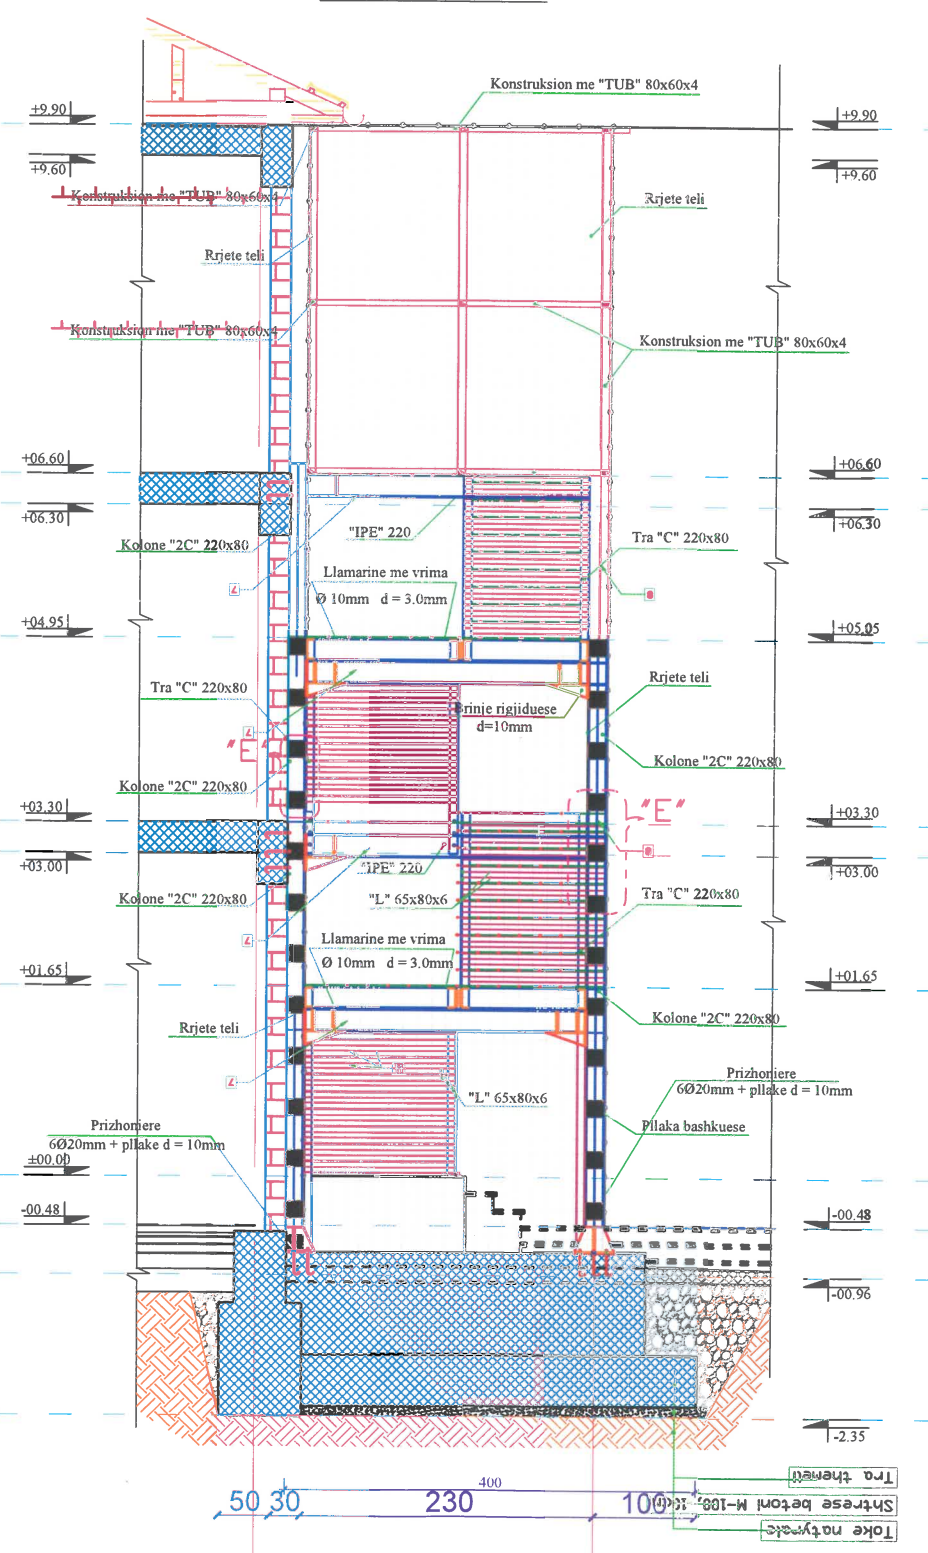 Konstruksion me "TUB" 80x60x4
+9.90
+9.90
+9.60
+9.60
Konstruksion me "TUB" 80x60x4
Rrjete teli
Rrjete teli
Konstruksion me "TUB" 80x60x4
Konstruksion me "TUB" 80x60x4
+06.60
+06.60
+06.30
+06.30
"IPE" 220
Kolone "2C" 220x80
Tra "C" 220x80
Llamarine me vrima
Ø 10mm d = 3.0mm
+04.95
+05.05
Tra "C" 220x80
Rrjete teli
Brinje rigjiduese
d=10mm
"E"
Kolone "2C" 220x80
Kolone "2C" 220x80
+03.30
"E"
+03.30
+03.00
"IPE" 220
+03.00
Kolone "2C" 220x80
"L" 65x80x6
Tra "C" 220x80
Llamarine me vrima
Ø 10mm d = 3.0mm
+01.65
+01.65
Rrjete teli
Kolone "2C" 220x80
Prizhoniere
6Ø20mm + pllake d = 10mm
"L" 65x80x6
Prizhoniere
6Ø20mm + pllake d = 10mm
Pllaka bashkuese
±00.00
-00.48
-00.48
-00.96
-2.35
Tra themeli
400
50 30 230 100
Shtrese betoni M-100,
Toke natyrale